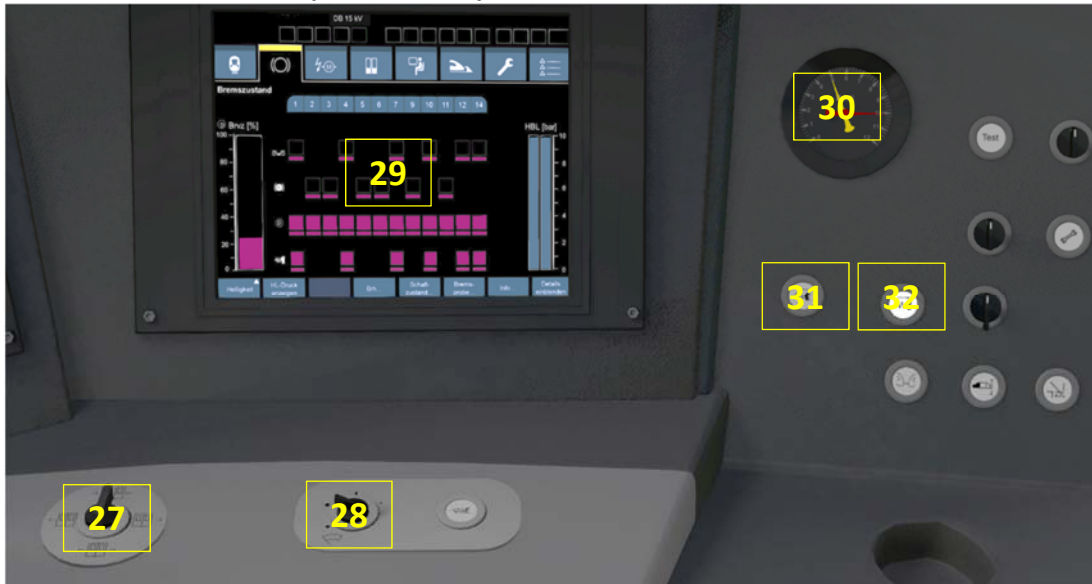 DB 15 kV
Bremszustand
1 2 3 4 5 6 7 8 9 10 11 12 14
Brvz [%]
HBL [bar]
100
10
80
8
60
6
40
4
20
2
0
0
Helligkeit
HL-Druck anzeigen
Schalt-zustand...
Brems-probe...
Info...
Details einblenden
Test
27
28
29
30
31
32